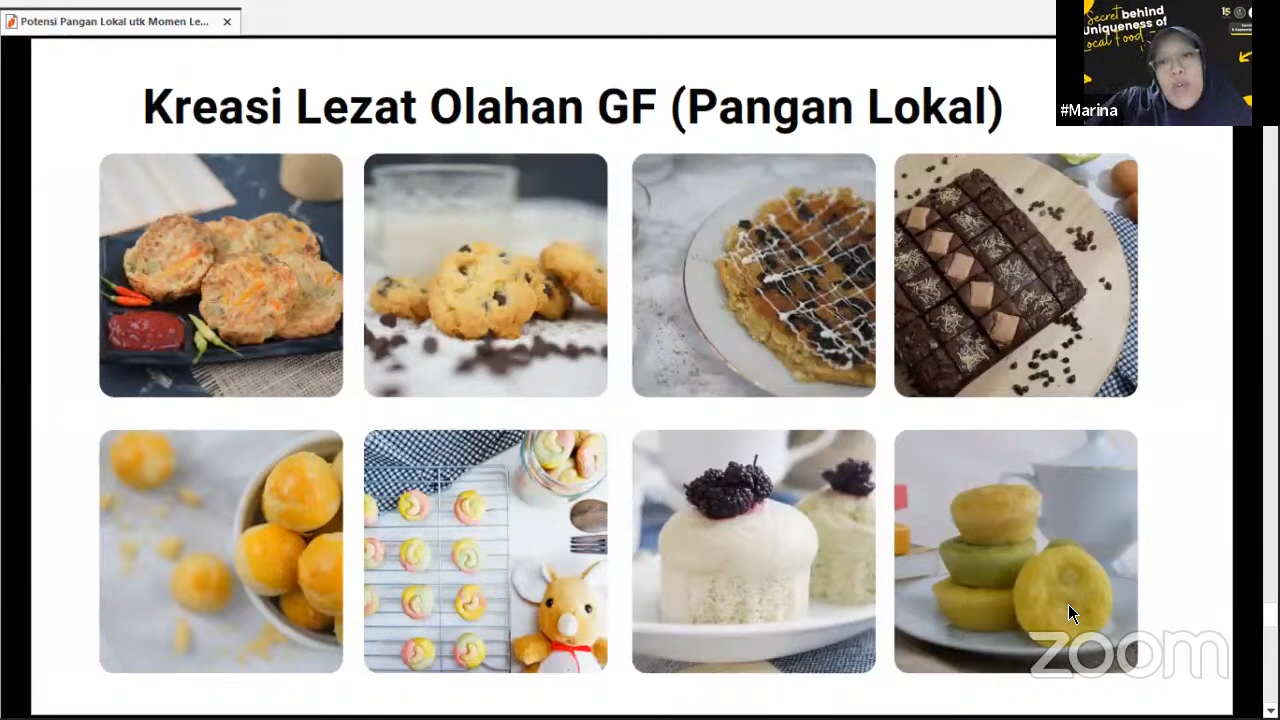 Potensi Pangan Lokal utk Momen Le...
Secret behind
Uniqueness of
Local Food
15
#Marina
Kreasi Lezat Olahan GF (Pangan Lokal)
zoom